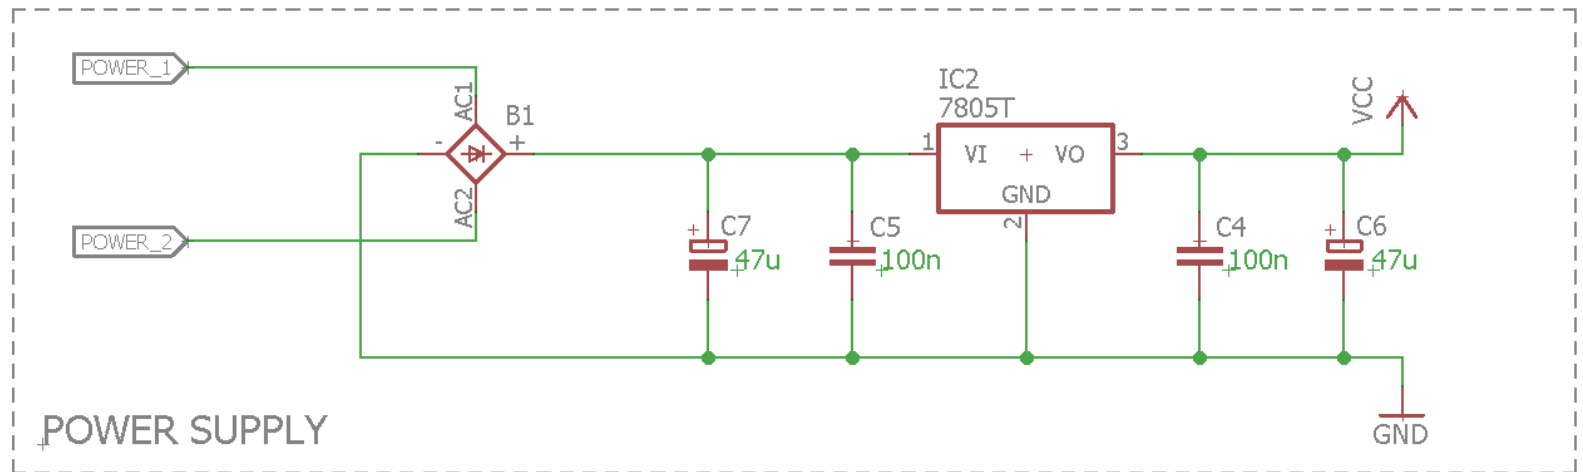 POWER_1
AC1
B1
-
+
AC2
POWER_2
IC2
7805T
1
VI
VO
3
GND
2
VCC
+
C7
47u
C5
100n
C4
100n
+
C6
47u
POWER SUPPLY
GND